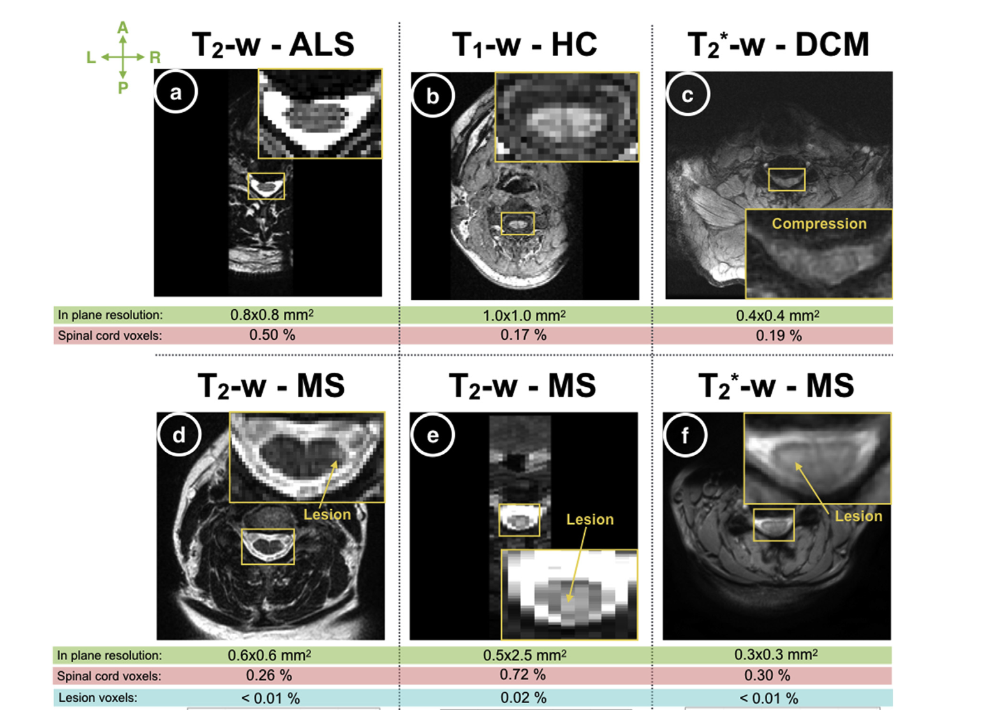 A
L R
P
T2-w - ALS
T1-w - HC
T2*-w - DCM
a
b
c
Compression
In plane resolution: 0.8x0.8 mm² 1.0x1.0 mm² 0.4x0.4 mm²
Spinal cord voxels: 0.50 % 0.17 % 0.19 %
T2-w - MS
T2-w - MS
T2*-w - MS
d
e
f
Lesion
Lesion
Lesion
In plane resolution: 0.6x0.6 mm² 0.5x2.5 mm² 0.3x0.3 mm²
Spinal cord voxels: 0.26 % 0.72 % 0.30 %
Lesion voxels: < 0.01 % 0.02 % < 0.01 %